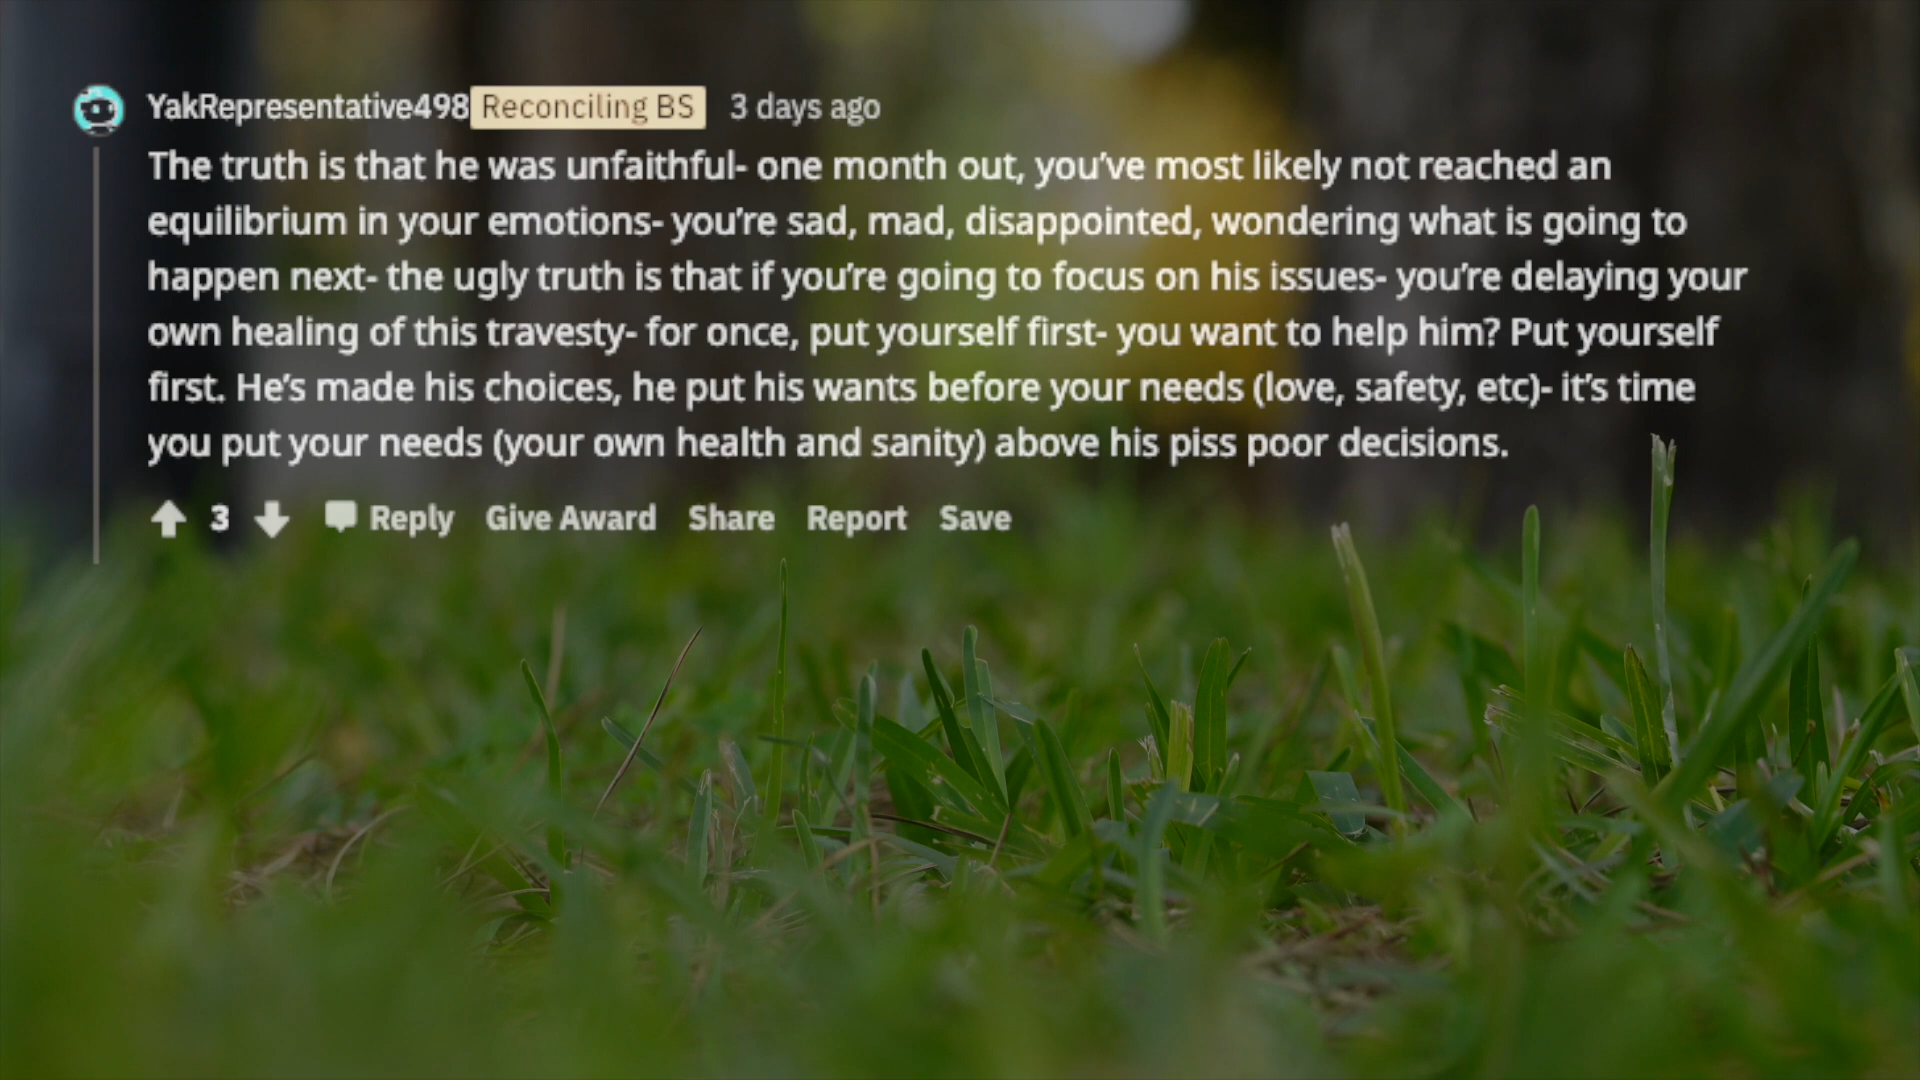 YakRepresentative498 Reconciling BS 3 days ago
The truth is that he was unfaithful- one month out, you’ve most likely not reached an
equilibrium in your emotions- you’re sad, mad, disappointed, wondering what is going to
happen next- the ugly truth is that if you’re going to focus on his issues- you’re delaying your
own healing of this travesty- for once, put yourself first- you want to help him? Put yourself
first. He’s made his choices, he put his wants before your needs (love, safety, etc)- it’s time
you put your needs (your own health and sanity) above his piss poor decisions.
3 Reply Give Award Share Report Save